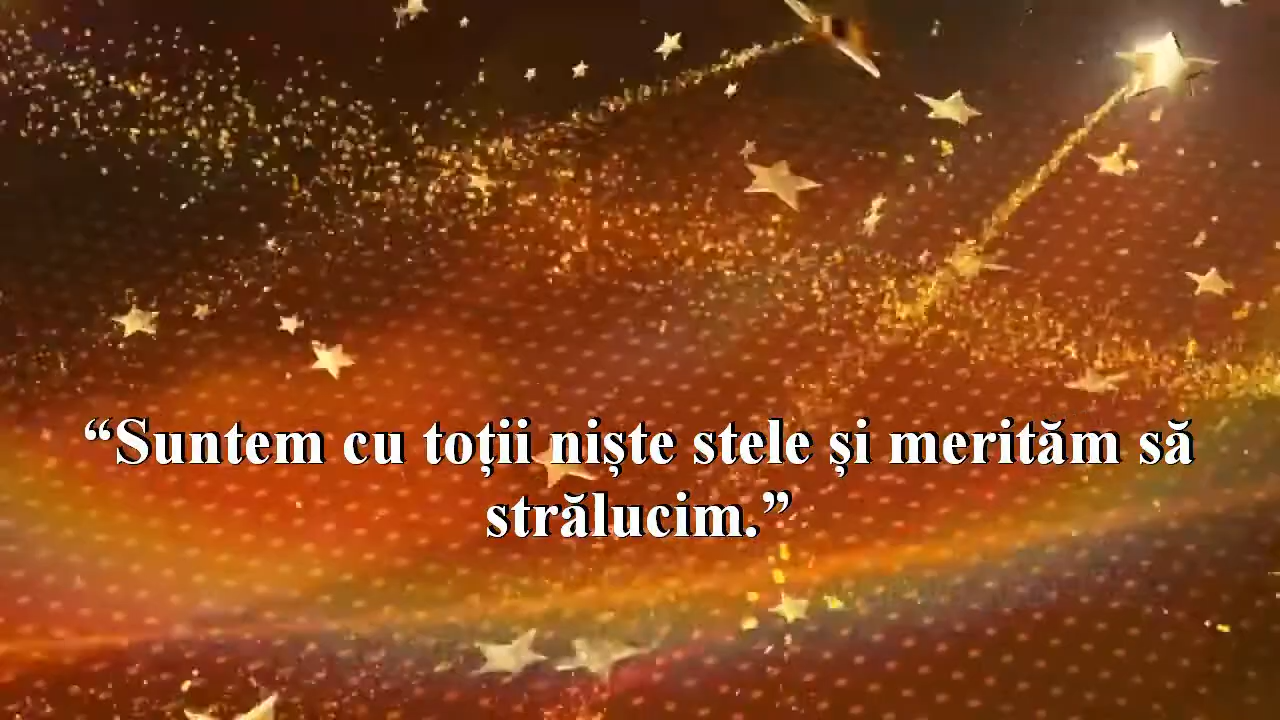 “Suntem cu toții niște stele și merităm să
strălucim.”